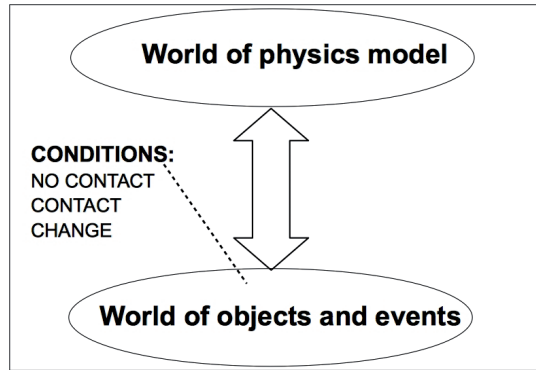 World of physics model
CONDITIONS:
NO CONTACT
CONTACT
CHANGE
World of objects and events